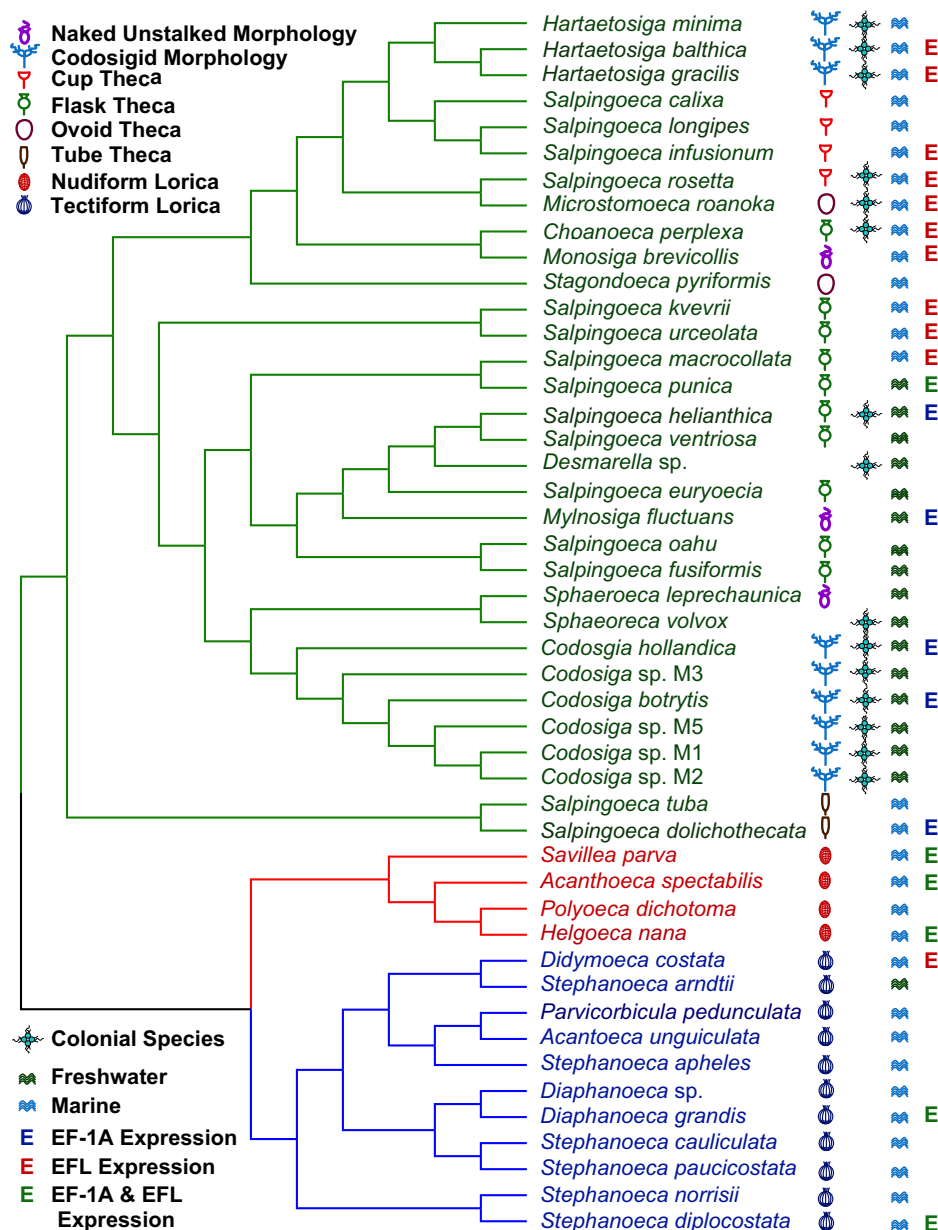 Naked Unstalked Morphology
Codosigid Morphology
Cup Theca
Flask Theca
Ovoid Theca
Tube Theca
Nudiform Lorica
Tectiform Lorica
Hartaetosiga minima
Hartaetosiga balthica E
Hartaetosiga gracilis E
Salpingoeca calixa
Salpingoeca longipes
Salpingoeca infusionum E
Salpingoeca rosetta E
Microstomoeca roanoka E
Choanoeca perplexa E
Monosiga brevicollis E
Stagondoeca pyriformis
Salpingoeca kvevrii E
Salpingoeca urceolata E
Salpingoeca macrocollata E
Salpingoeca punica E
Salpingoeca helianthica E
Salpingoeca ventriosa
Desmarella sp.
Salpingoeca euryoecia
Mylnosiga fluctuans E
Salpingoeca oahu
Salpingoeca fusiformis
Sphaeroeca leprechaunica
Sphaeoreca volvox
Codosgia hollandica E
Codosiga sp. M3
Codosiga botrytis E
Codosiga sp. M5
Codosiga sp. M1
Codosiga sp. M2
Salpingoeca tuba
Salpingoeca dolichothecata E
Savillea parva E
Acanthoeca spectabilis E
Polyoeca dichotoma
Helgoeca nana E
Didymoeca costata E
Stephanoeca arndtii
Parvicorbicula pedunculata
Acantoeca unguiculata
Stephanoeca apheles
Diaphanoeca sp.
Diaphanoeca grandis E
Stephanoeca cauliculata
Stephanoeca paucicostata
Stephanoeca norrisii
Stephanoeca diplocostata E
Colonial Species
Freshwater
Marine
E EF-1A Expression
E EFL Expression
E EF-1A & EFL
Expression